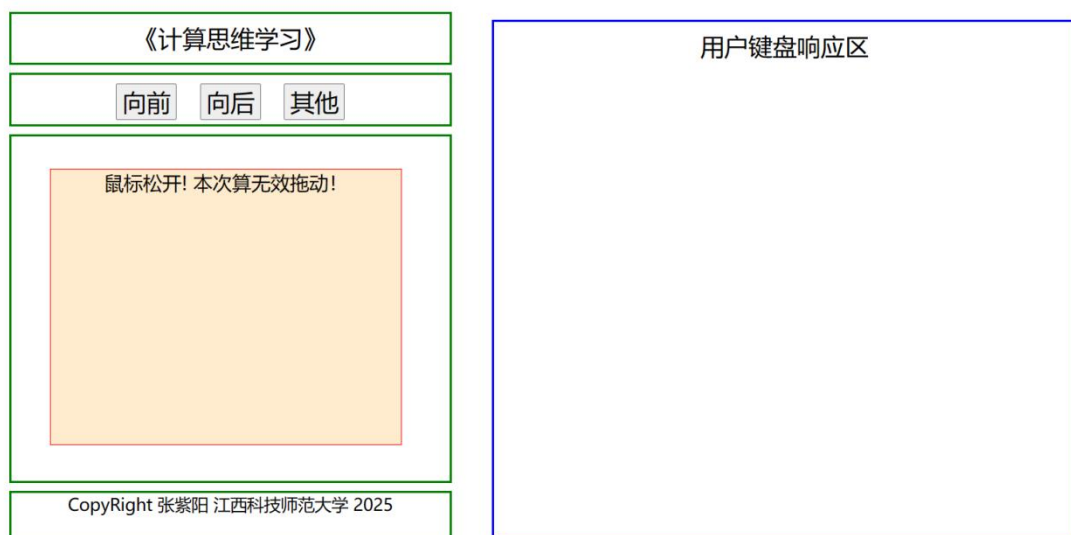 《计算思维学习》
向前 向后 其他
鼠标松开! 本次算无效拖动!
CopyRight 张紫阳 江西科技师范大学 2025
用户键盘响应区